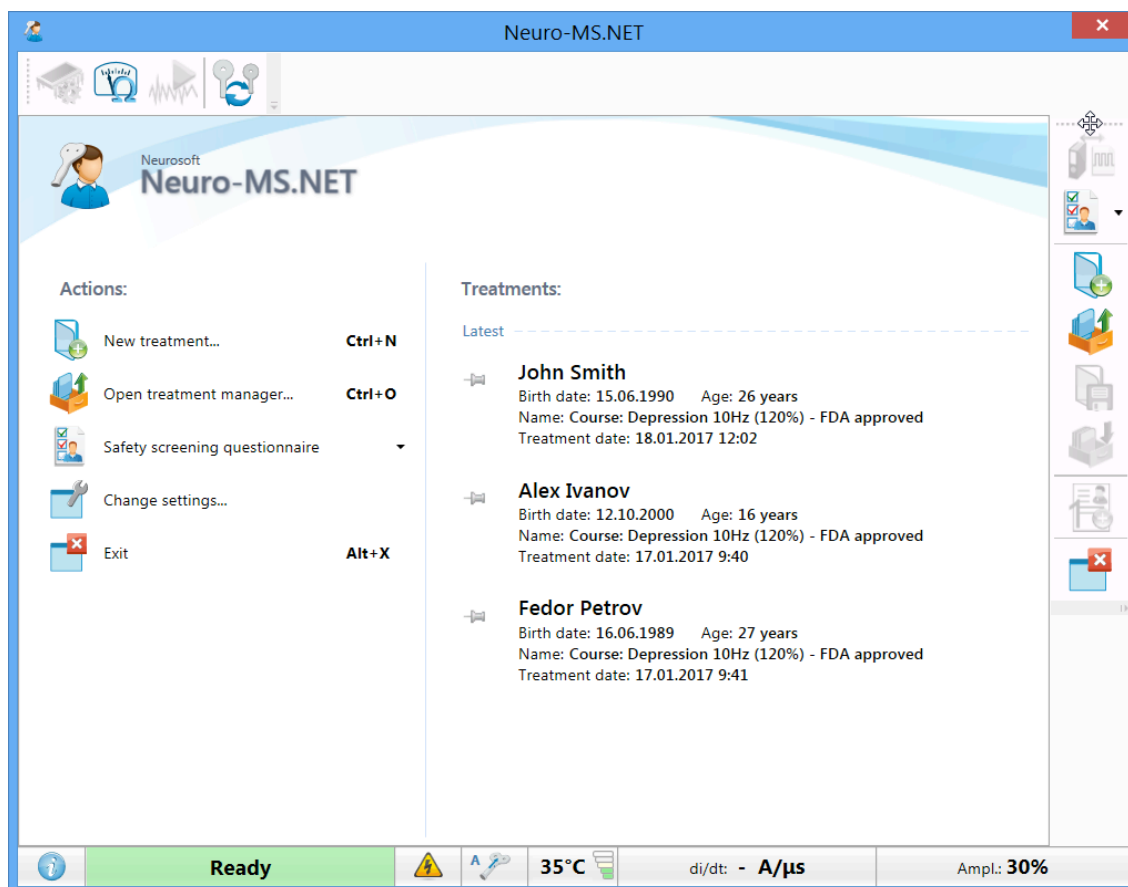 Neuro-MS.NET
Neurosoft
Neuro-MS.NET
Actions:
New treatment... Ctrl+N
Open treatment manager... Ctrl+O
Safety screening questionnaire
Change settings...
Exit Alt+X
Treatments:
Latest
John Smith
Birth date: 15.06.1990 Age: 26 years
Name: Course: Depression 10Hz (120%) - FDA approved
Treatment date: 18.01.2017 12:02
Alex Ivanov
Birth date: 12.10.2000 Age: 16 years
Name: Course: Depression 10Hz (120%) - FDA approved
Treatment date: 17.01.2017 9:40
Fedor Petrov
Birth date: 16.06.1989 Age: 27 years
Name: Course: Depression 10Hz (120%) - FDA approved
Treatment date: 17.01.2017 9:41
Ready A 35°C di/dt: - A/µs Ampl.: 30%